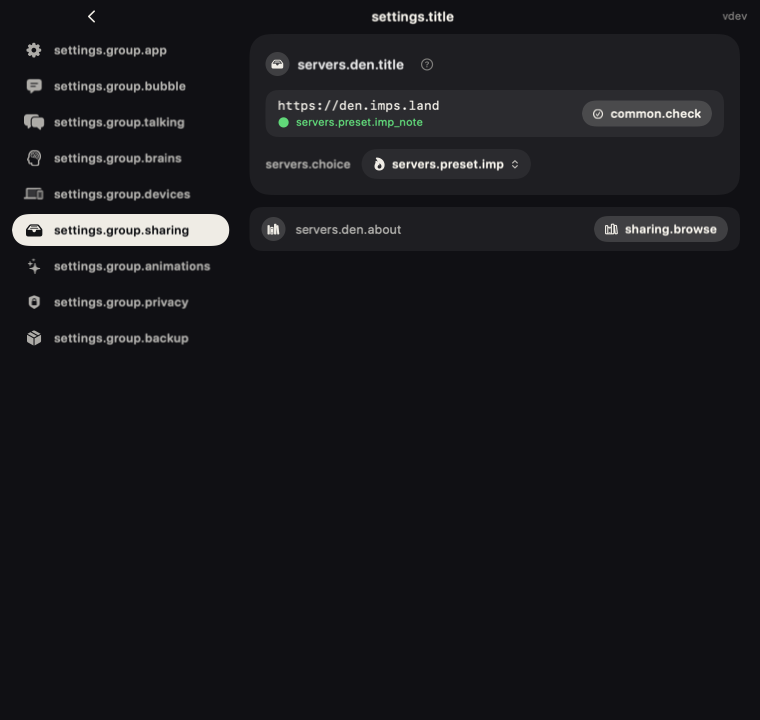 settings.title
vdev
settings.group.app
settings.group.bubble
settings.group.talking
settings.group.brains
settings.group.devices
settings.group.sharing
settings.group.animations
settings.group.privacy
settings.group.backup
servers.den.title
https://den.imps.land
servers.preset.imp_note
common.check
servers.choice
servers.preset.imp
servers.den.about
sharing.browse